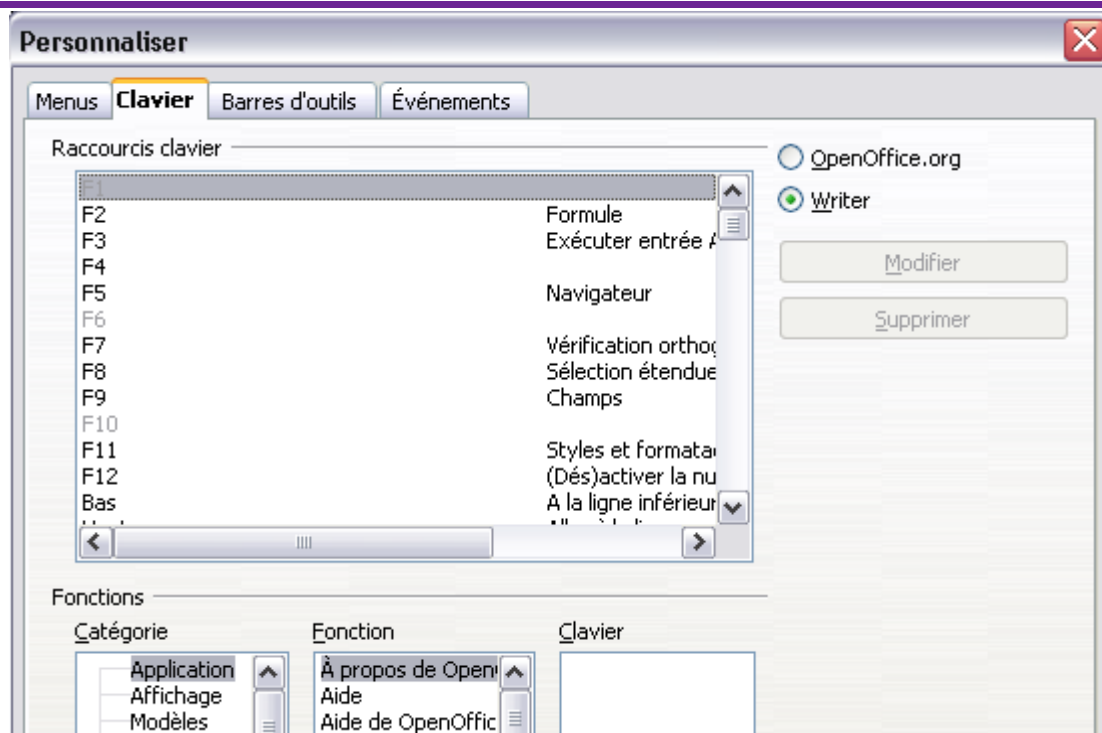 Personnaliser
Menus Clavier Barres d'outils Événements
Raccourcis clavier
OpenOffice.org
Writer
Modifier
Supprimer
F1
F2 Formule
F3 Exécuter entrée
F4
F5 Navigateur
F6
F7 Vérification
F8 Sélection étendue
F9 Champs
F10
F11 Styles et
F12 (Dés)activer la
Bas A la ligne
Fonctions
Catégorie Fonction Clavier
Application À propos de
Affichage Aide
Modèles Aide de